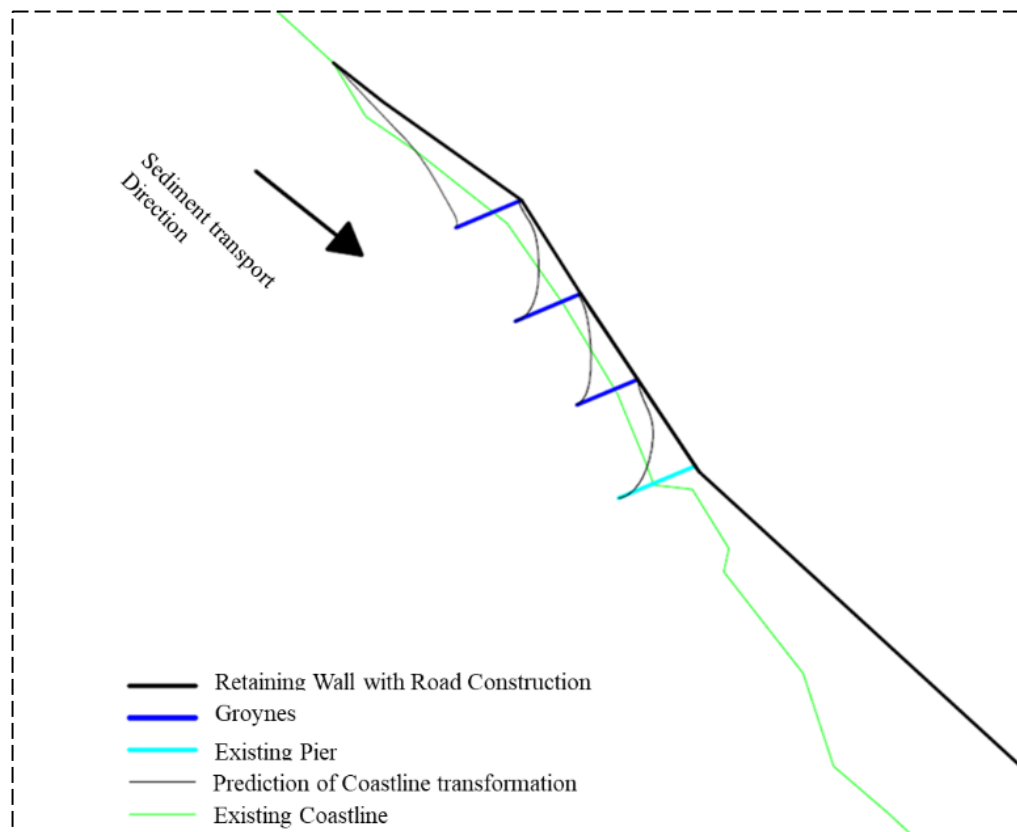 Sediment transport
Direction
Retaining Wall with Road Construction
Groynes
Existing Pier
Prediction of Coastline transformation
Existing Coastline